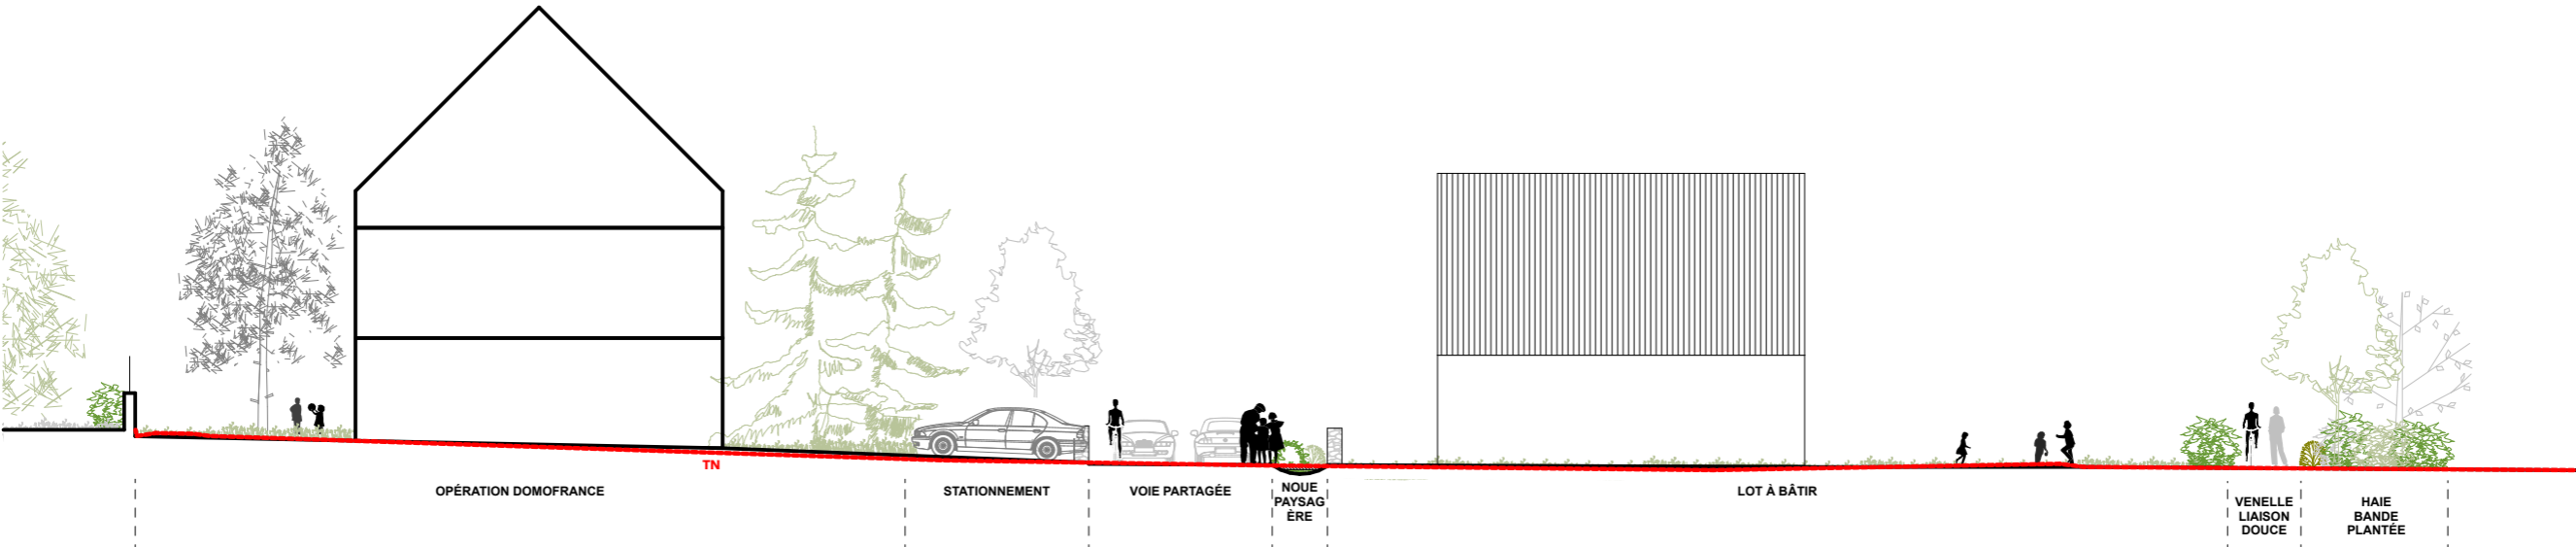 TN
OPÉRATION DOMOFRANCE
STATIONNEMENT
VOIE PARTAGÉE
NOUE
PAYSAG
ÈRE
LOT À BÂTIR
VENELLE
LIAISON
DOUCE
HAIE
BANDE
PLANTÉE